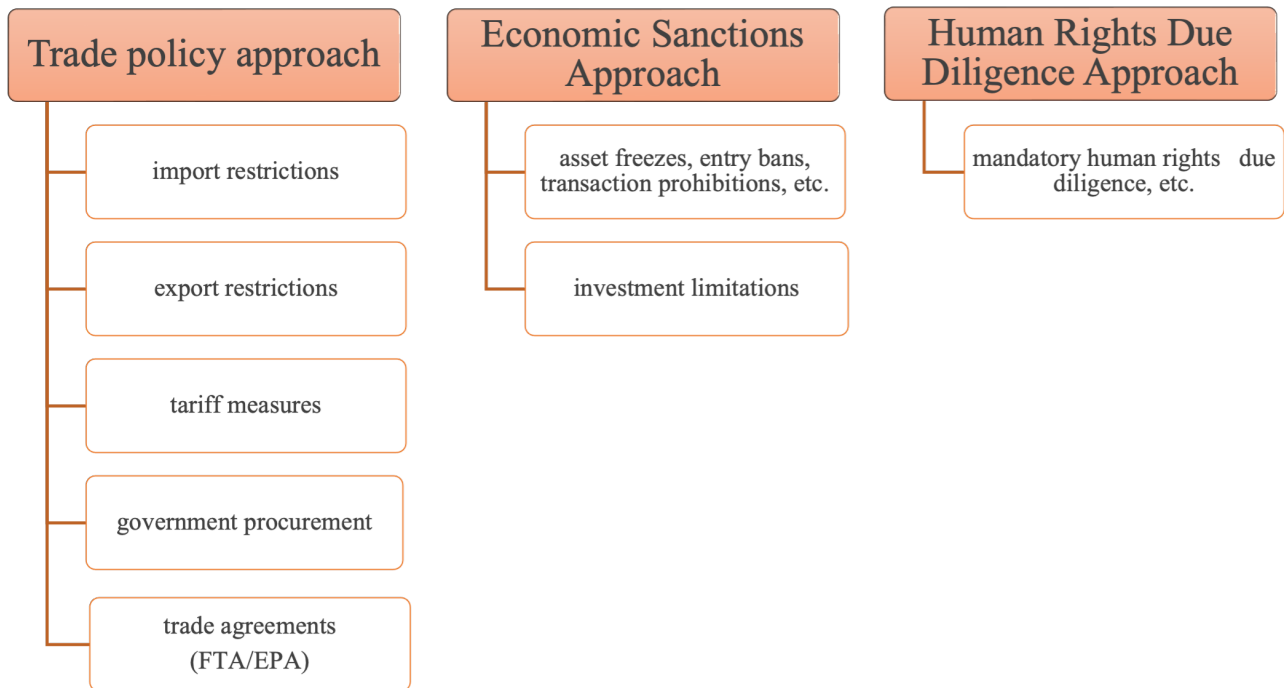 Trade policy approach
import restrictions
export restrictions
tariff measures
government procurement
trade agreements
(FTA/EPA)
Economic Sanctions
Approach
asset freezes, entry bans,
transaction prohibitions, etc.
investment limitations
Human Rights Due
Diligence Approach
mandatory human rights due
diligence, etc.